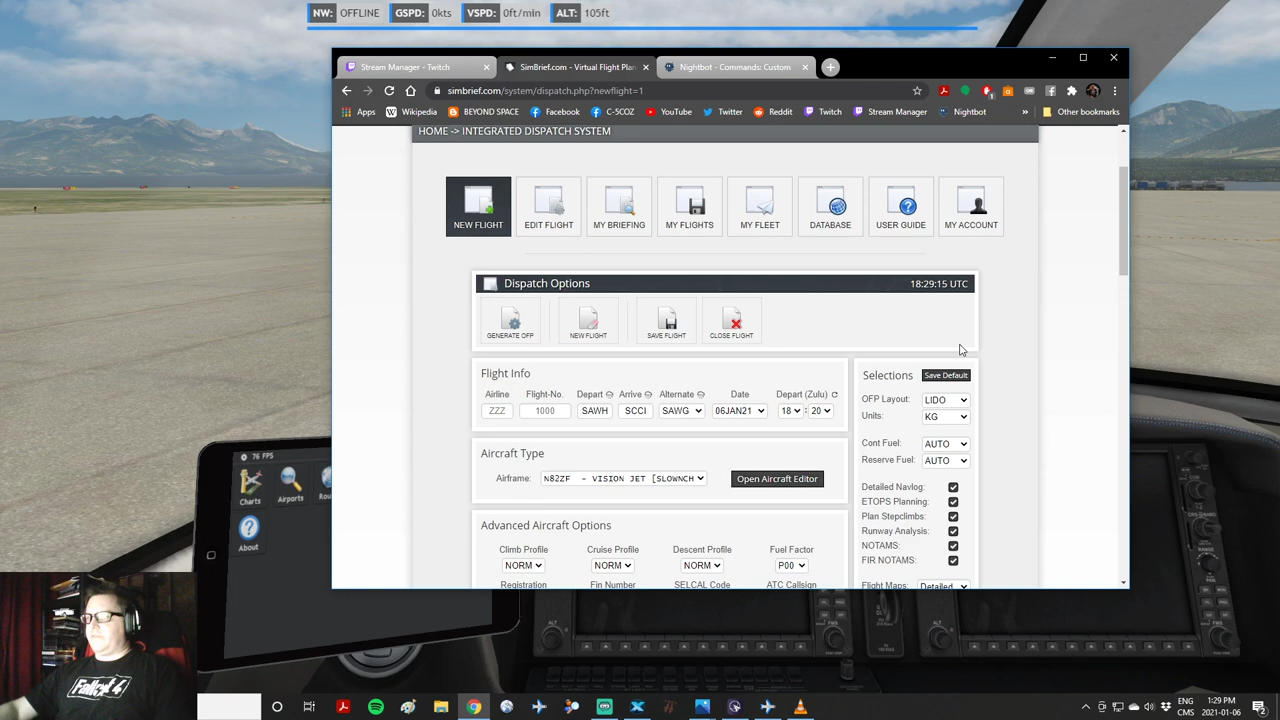 NW: OFFLINE GSPD: 0kts VSPD: 0ft/min ALT: 105ft
Stream Manager - Twitch
SimBrief.com - Virtual Flight Plan
Nightbot - Commands: Custom
simbrief.com/system/dispatch.php?newflight=1
Apps Wikipedia BEYOND SPACE Facebook C-SCOZ YouTube Twitter Reddit Twitch Stream Manager Nightbot » Other bookmarks
HOME -> INTEGRATED DISPATCH SYSTEM
NEW FLIGHT EDIT FLIGHT MY BRIEFING MY FLIGHTS MY FLEET DATABASE USER GUIDE MY ACCOUNT
Dispatch Options 18:29:15 UTC
GENERATE OFP NEW FLIGHT SAVE FLIGHT CLOSE FLIGHT
Flight Info
Airline Flight-No. Depart Arrive Alternate Date Depart (Zulu)
ZZZ 1000 SAWH SCCI SAWG 06JAN21 18 : 20
Aircraft Type
Airframe: N82ZF - VISION JET [SLOWNCH Open Aircraft Editor
Advanced Aircraft Options
Climb Profile Cruise Profile Descent Profile Fuel Factor
NORM NORM NORM P00
Registration Fin Number SELCAL Code ATC Callsign
Selections Save Default
OFP Layout: LIDO
Units: KG
Cont Fuel: AUTO
Reserve Fuel: AUTO
Detailed Navlog:
ETOPS Planning:
Plan Stepclimbs:
Runway Analysis:
NOTAMS:
FIR NOTAMS:
Flight Maps: Detailed
76 FPS
Charts Airports
About
Fallout 4
ALT
1:29 PM
CMS 2021-01-06